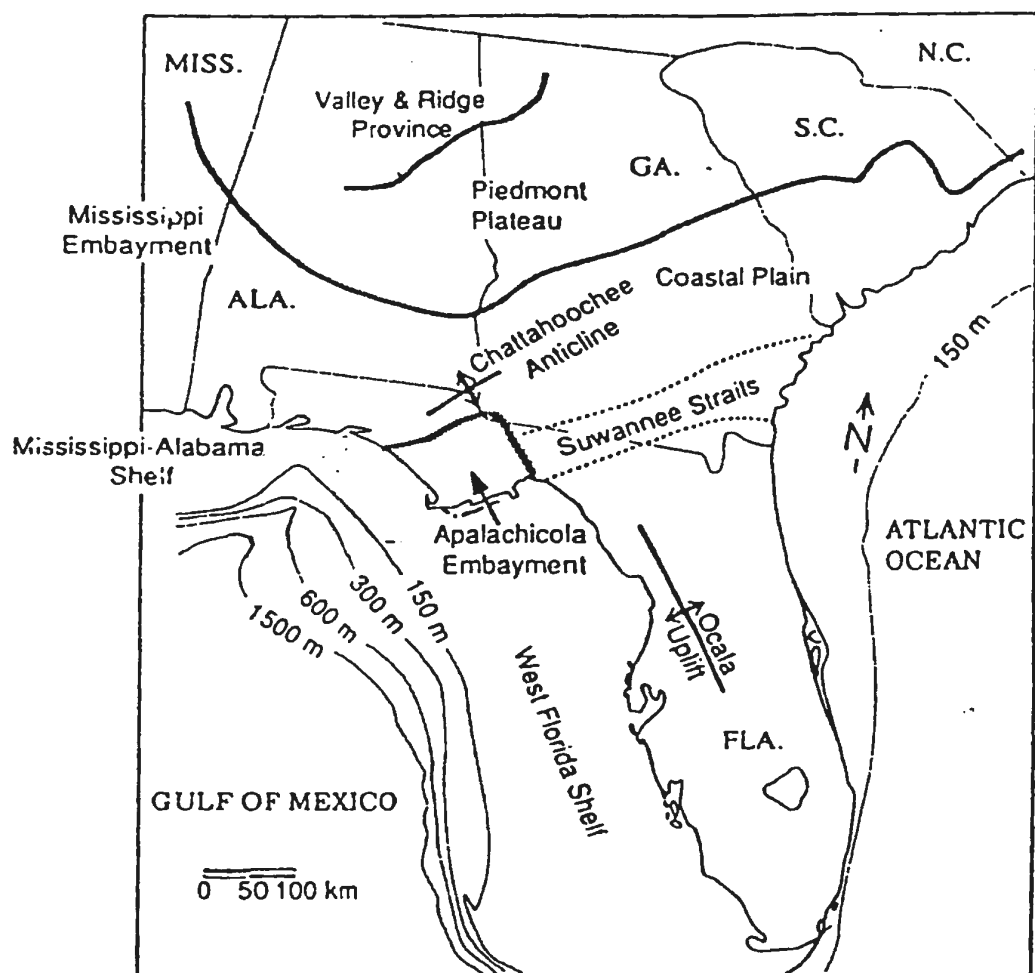 MISS.
N.C.
Valley & Ridge
Province
S.C.
GA.
Piedmont
Plateau
Mississippi
Embayment
Coastal Plain
ALA.
Chattahoochee
Anticline
150 m
Suwannee Straits
N
Mississippi-Alabama
Shelf
Apalachicola
Embayment
ATLANTIC
OCEAN
150 m
300 m
600 m
1500 m
Ocala
Uplift
West Florida Shelf
FLA.
GULF OF MEXICO
0 50 100 km